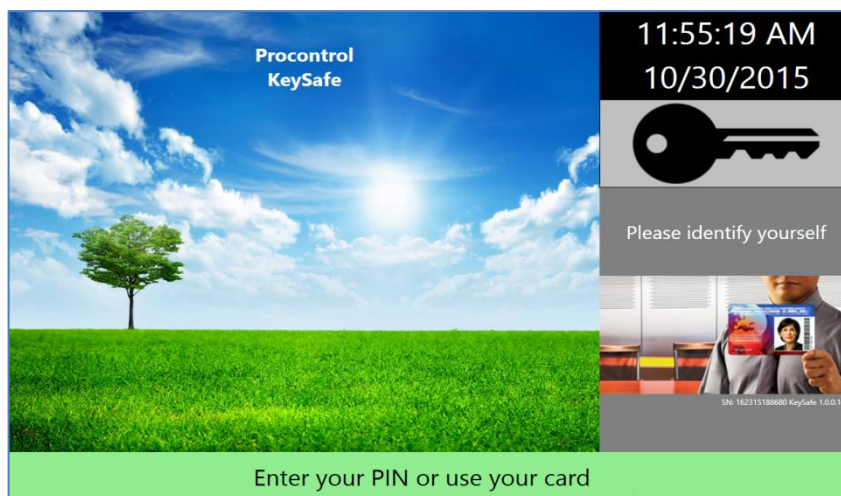 Procontrol
KeySafe
11:55:19 AM
10/30/2015
Please identify yourself
SN: 162315188680 KeySafe 1.0.0.1
Enter your PIN or use your card